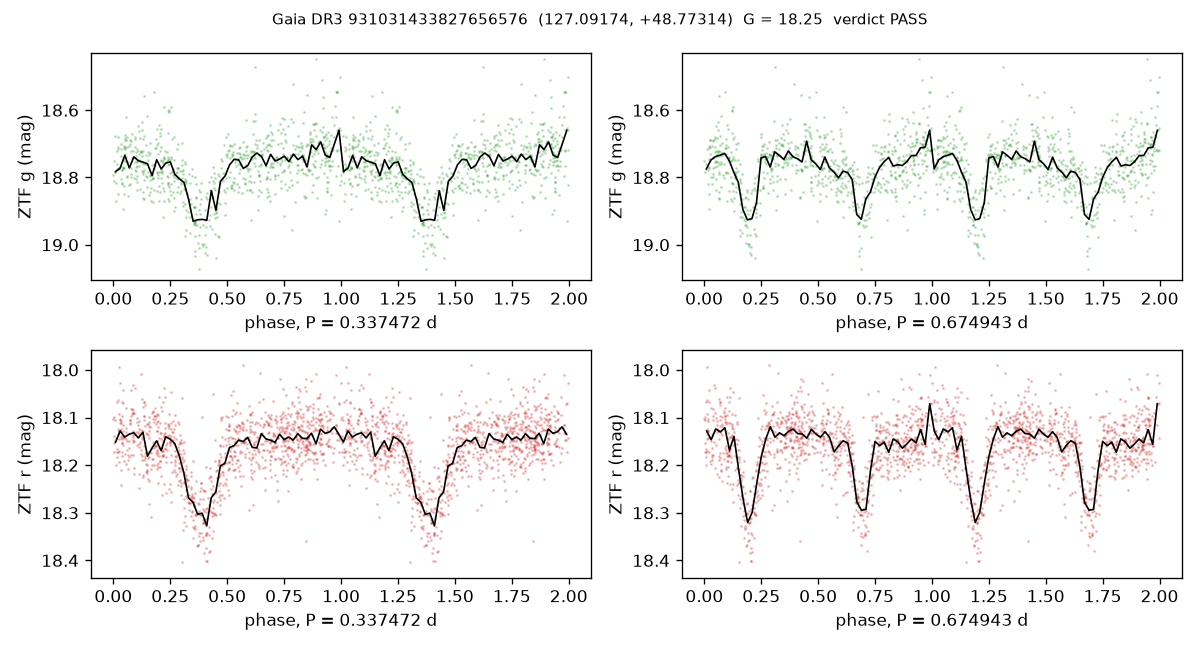 Gaia DR3 931031433827656576 (127.09174, +48.77314) G = 18.25 verdict PASS
ZTF g (mag)
18.6
18.8
19.0
0.00 0.25 0.50 0.75 1.00 1.25 1.50 1.75 2.00
phase, P = 0.337472 d
ZTF g (mag)
18.6
18.8
19.0
0.00 0.25 0.50 0.75 1.00 1.25 1.50 1.75 2.00
phase, P = 0.674943 d
ZTF r (mag)
18.0
18.1
18.2
18.3
18.4
0.00 0.25 0.50 0.75 1.00 1.25 1.50 1.75 2.00
phase, P = 0.337472 d
ZTF r (mag)
18.0
18.1
18.2
18.3
18.4
0.00 0.25 0.50 0.75 1.00 1.25 1.50 1.75 2.00
phase, P = 0.674943 d